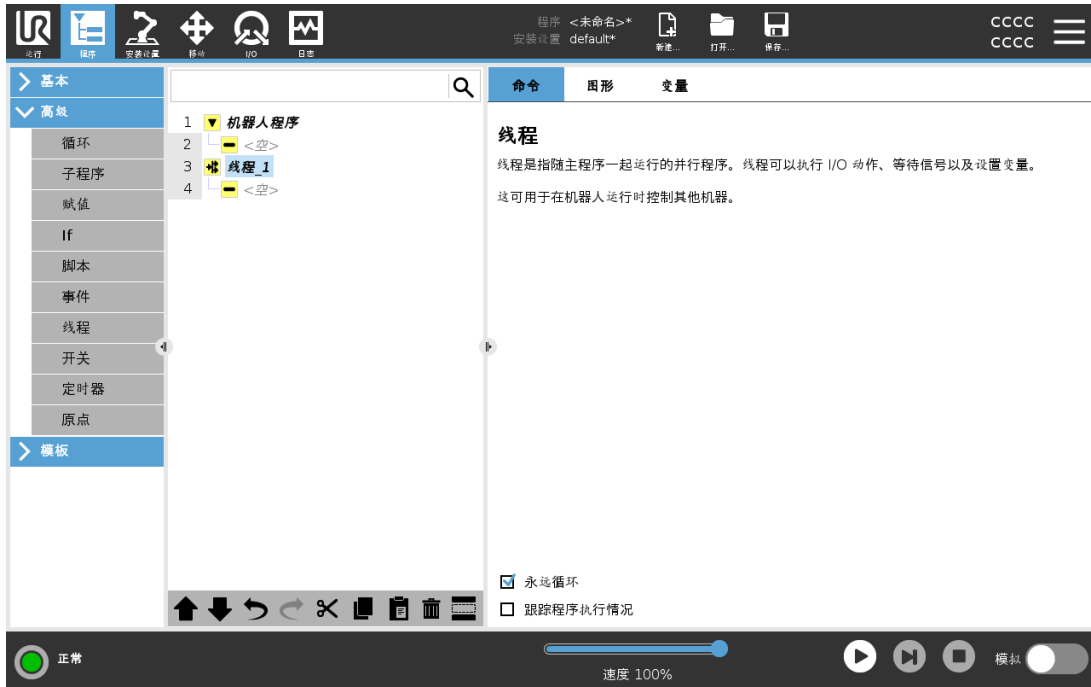 UR
运行
程序
安装设置
移动
I/O
日志
程序 <未命名>*
安装设置 default*
新建...
打开...
保存...
CCCC
CCCC
基本
高级
循环
子程序
赋值
If
脚本
事件
线程
开关
定时器
原点
模板
1 机器人程序
2 <空>
3 线程_1
4 <空>
命令 图形 变量
线程
线程是指随主程序一起运行的并行程序。线程可以执行 I/O 动作、等待信号以及设置变量。
这可用于在机器人运行时控制其他机器。
永远循环
跟踪程序执行情况
正常
速度 100%
模拟